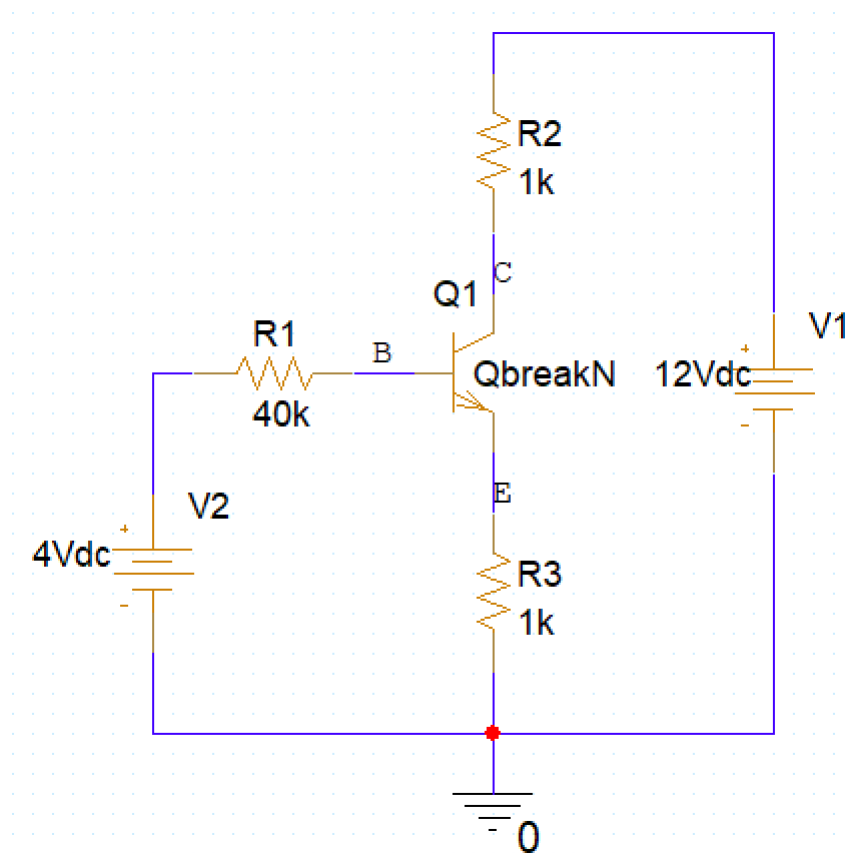 R2
1k
C
Q1
V1
R1
B
QbreakN
12Vdc
+
-
40k
V2
E
+
4Vdc
-
R3
1k
0